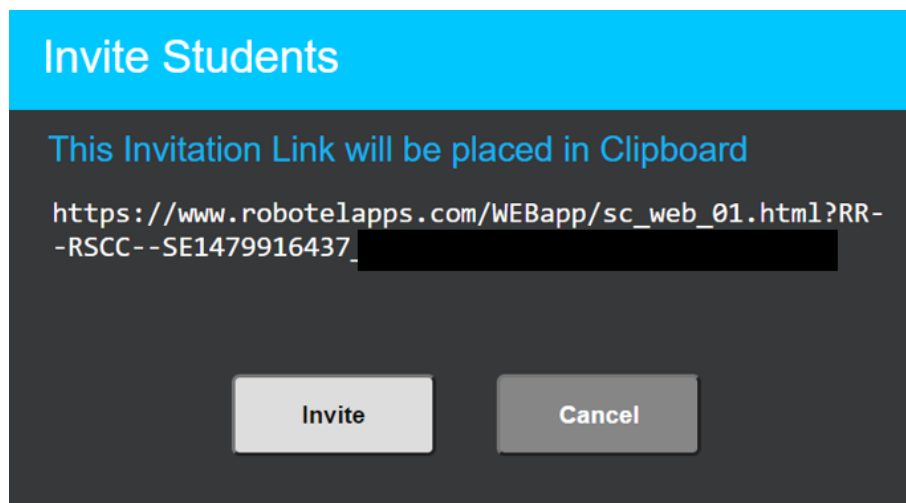 Invite Students
This Invitation Link will be placed in Clipboard
https://www.robotelapps.com/WEBapp/sc_web_01.html?RR-
-RSCC--SE1479916437_
Invite
Cancel